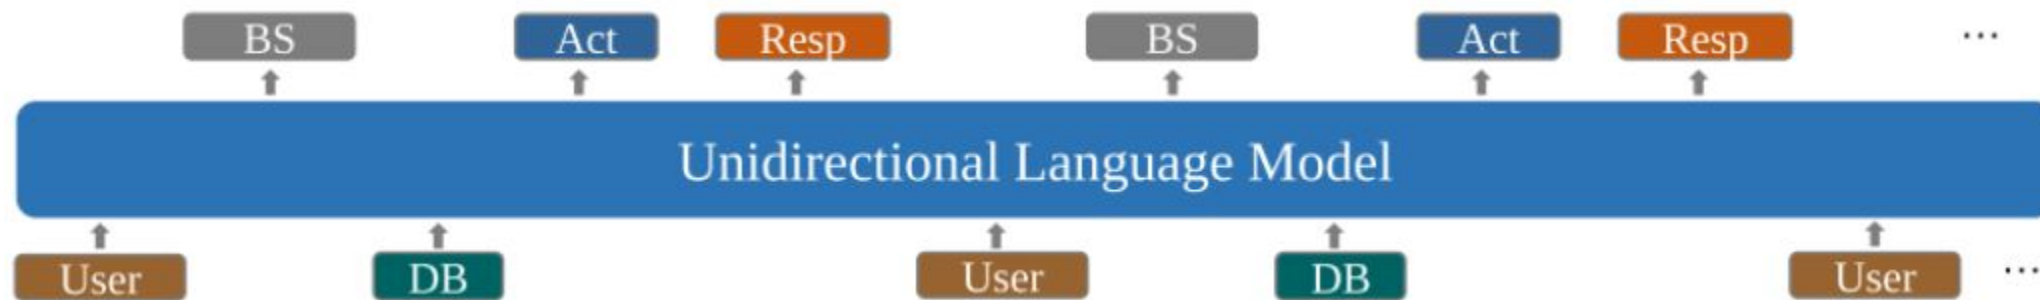 BS Act Resp BS Act Resp ...
Unidirectional Language Model
User DB User DB User ...